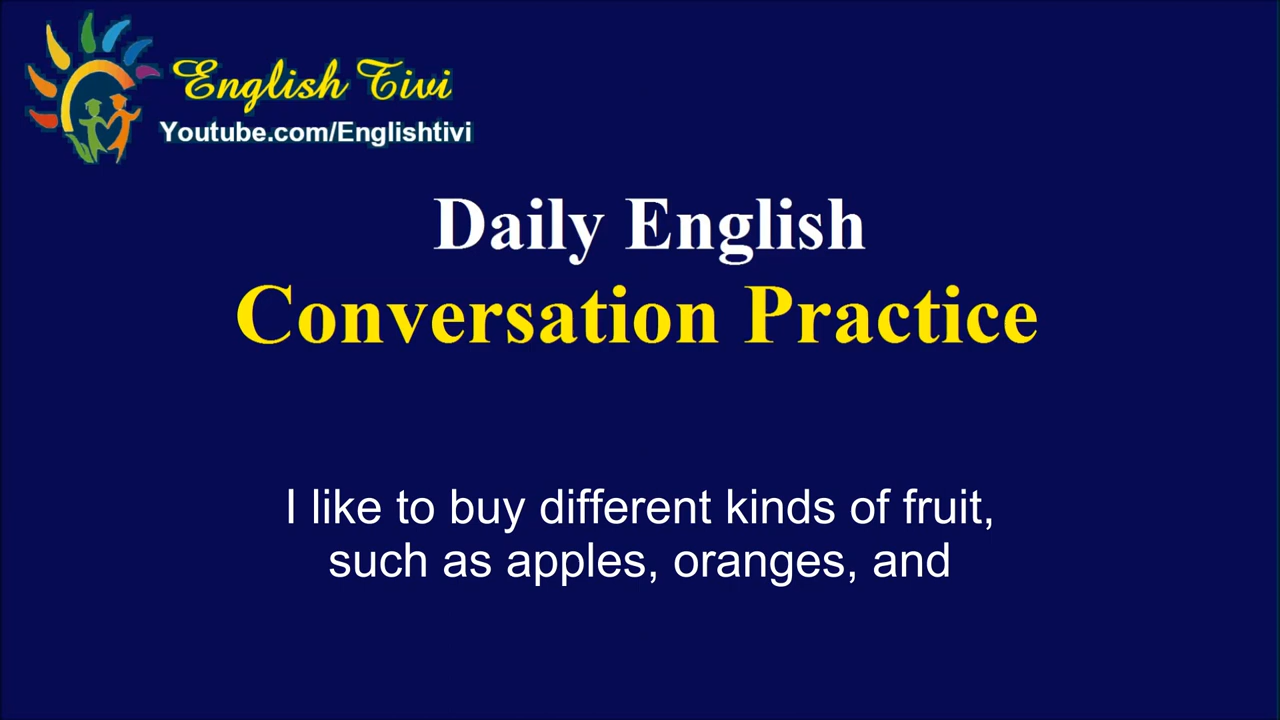 English Tivi
Youtube.com/Englishtivi
Daily English
Conversation Practice
I like to buy different kinds of fruit,
such as apples, oranges, and